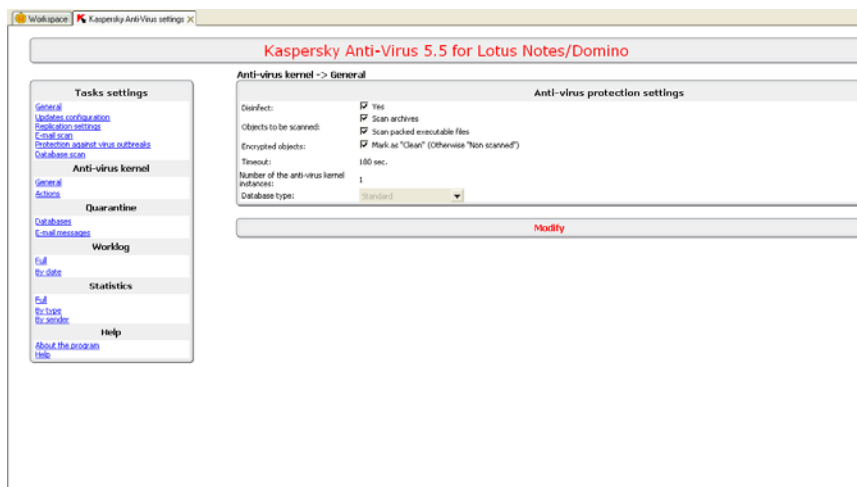 Workspace
Kaspersky Anti-Virus settings
Kaspersky Anti-Virus 5.5 for Lotus Notes/Domino
Tasks settings
General
Updates configuration
Replication settings
E-mail scan
Protection against virus outbreaks
Database scan
Anti-virus kernel
General
Actions
Quarantine
Databases
E-mail messages
Worklog
Full
By date
Statistics
Full
By type
By sender
Help
About the program
Help
Anti-virus kernel -> General
Anti-virus protection settings
Disinfect: Yes
Objects to be scanned: Scan archives
Scan packed executable files
Encrypted objects: Mark as "Clean" (Otherwise "Non scanned")
Timeout: 180 sec.
Number of the anti-virus kernel
instances: 1
Database type: Standard
Modify